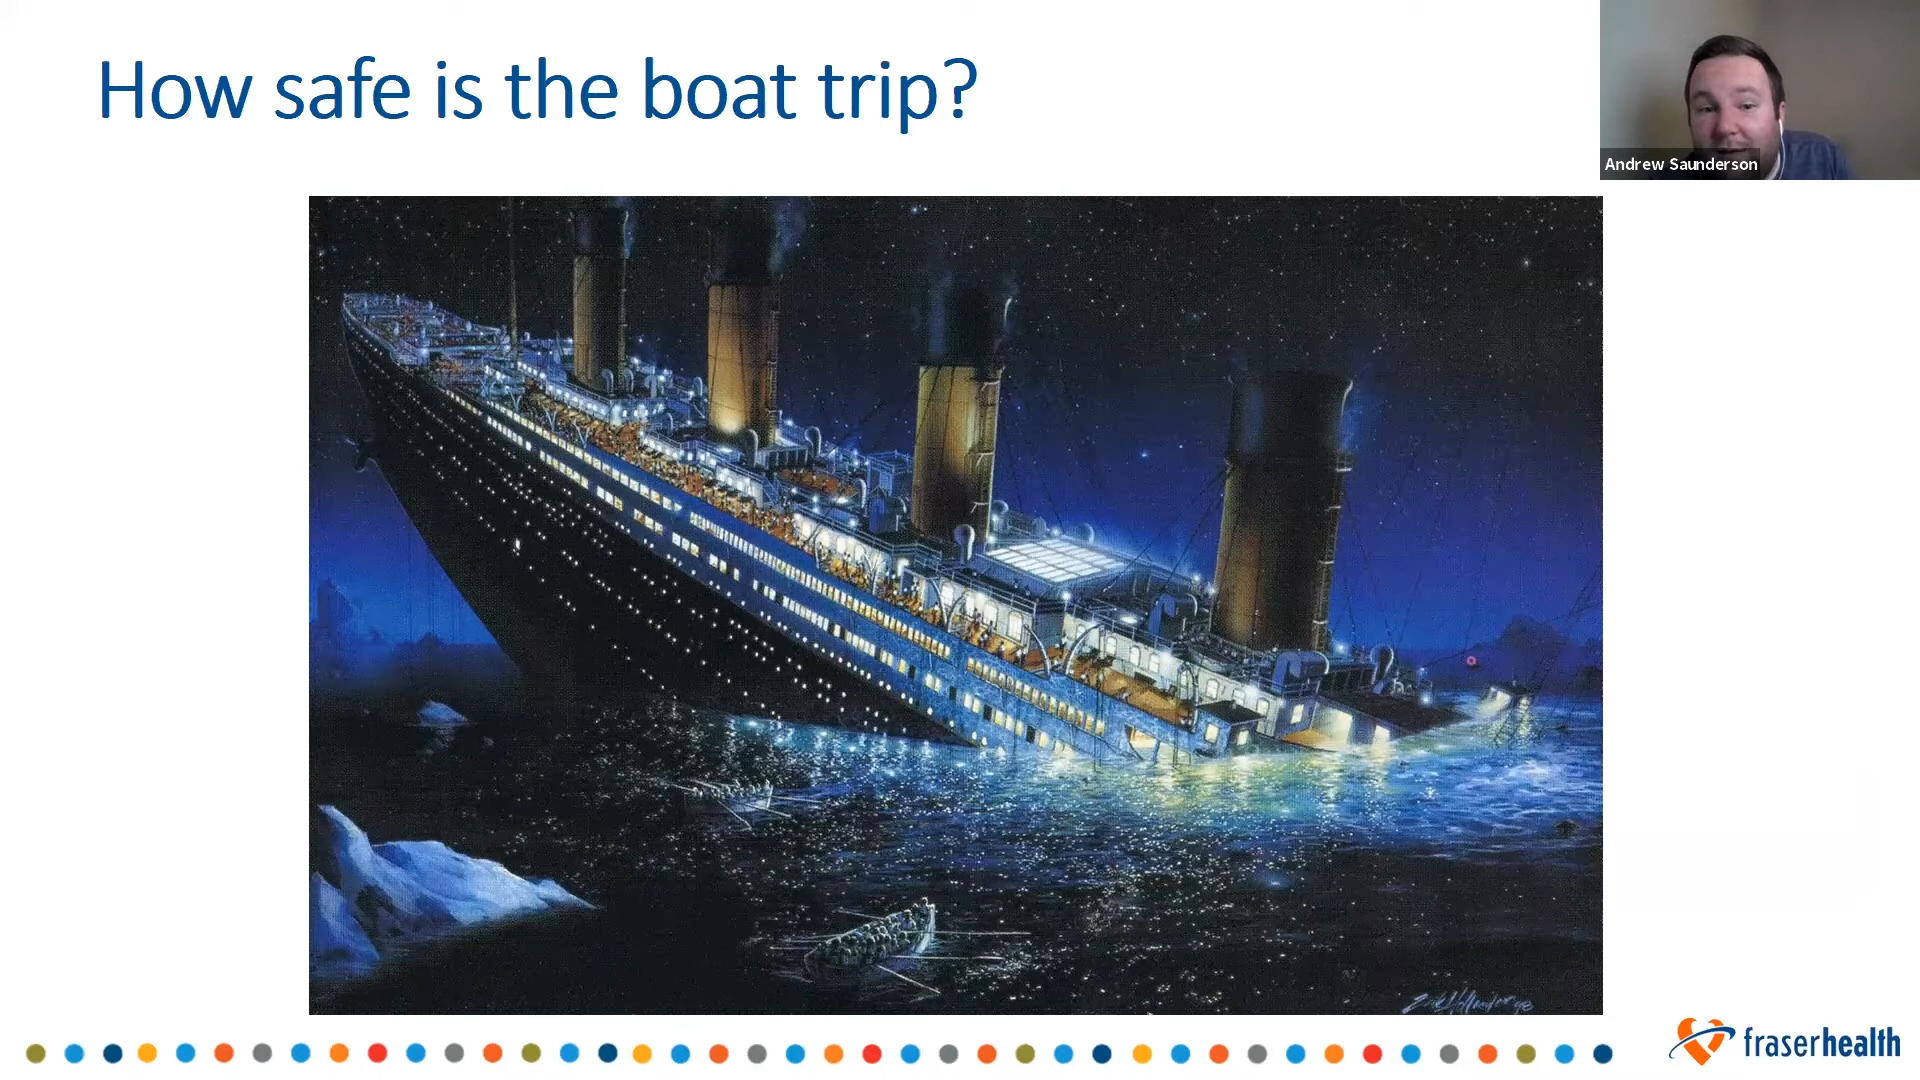 How safe is the boat trip?
Andrew Saunderson
fraserhealth